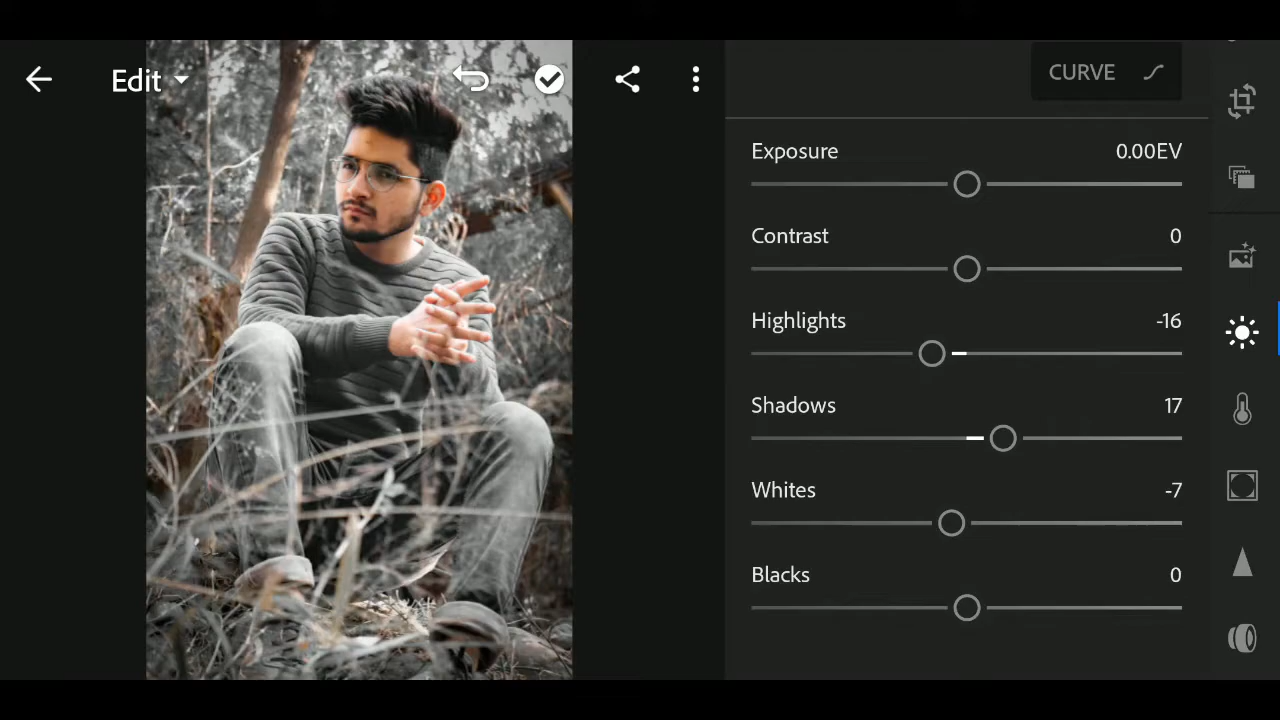 Edit
CURVE
Exposure 0.00EV
Contrast 0
Highlights -16
Shadows 17
Whites -7
Blacks 0